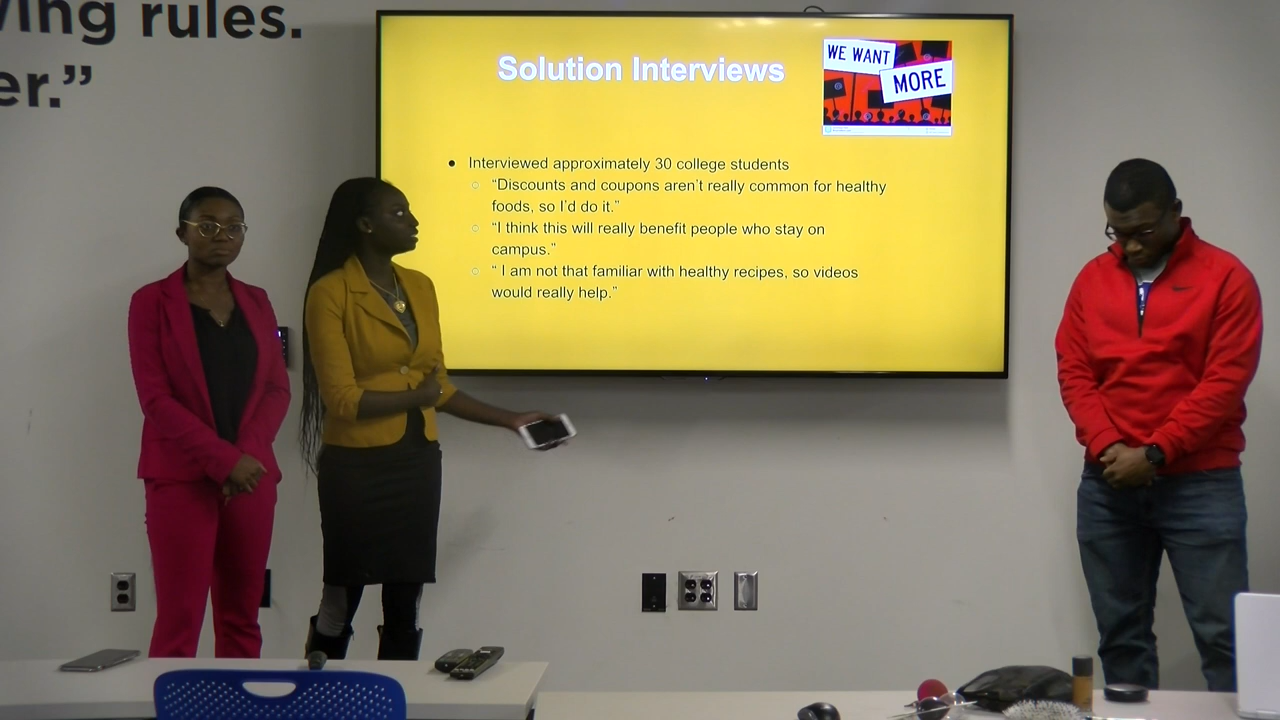 ving rules.
er.”
Solution Interviews
WE WANT
MORE
● Interviewed approximately 30 college students
○ “Discounts and coupons aren’t really common for healthy
foods, so I’d do it.”
○ “I think this will really benefit people who stay on
campus.”
○ “ I am not that familiar with healthy recipes, so videos
would really help.”